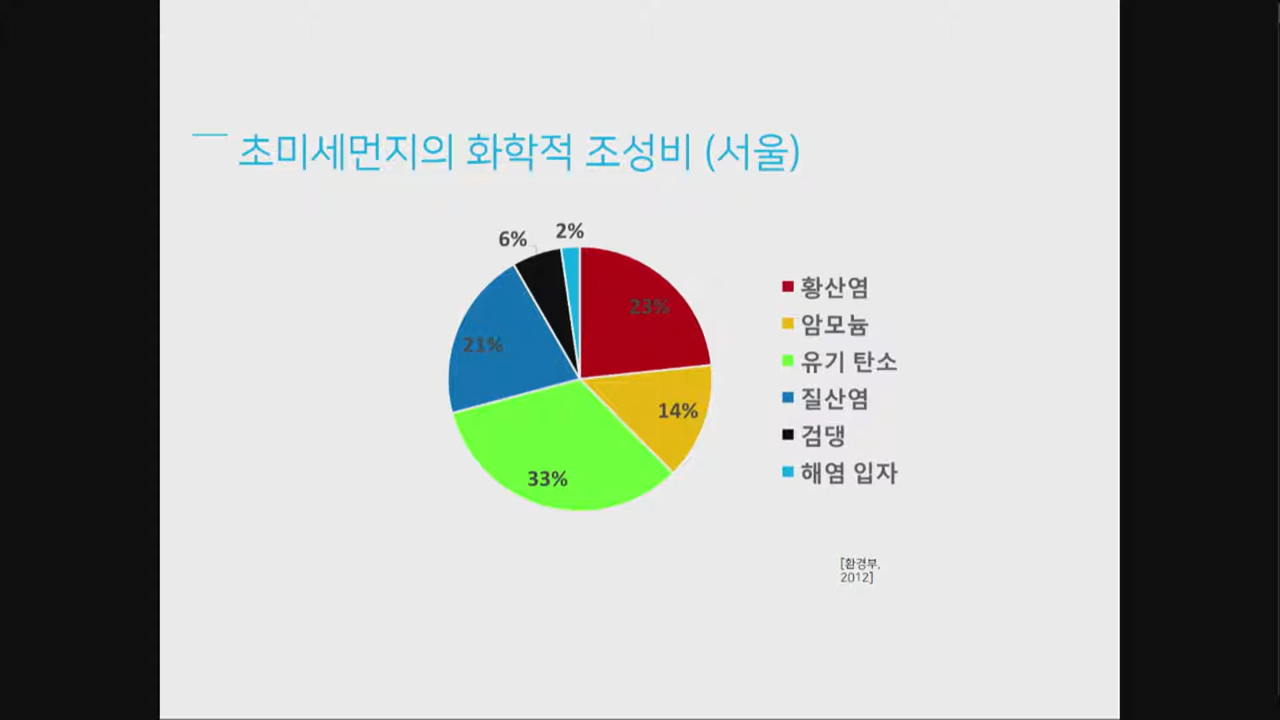 초미세먼지의 화학적 조성비 (서울)
6%
2%
23%
21%
14%
33%
황산염
암모늄
유기 탄소
질산염
검댕
해염 입자
[환경부,
2012]